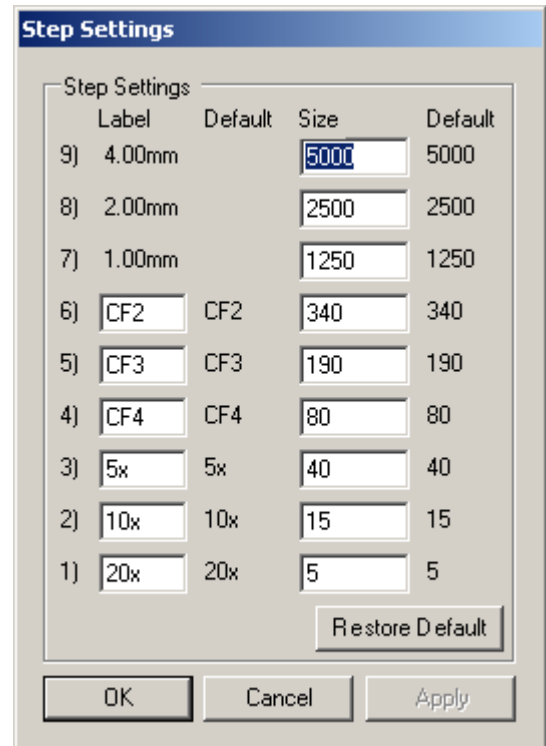 Step Settings
Step Settings
Label Default Size Default
9) 4.00mm 5000 5000
8) 2.00mm 2500 2500
7) 1.00mm 1250 1250
6) CF2 CF2 340 340
5) CF3 CF3 190 190
4) CF4 CF4 80 80
3) 5x 5x 40 40
2) 10x 10x 15 15
1) 20x 20x 5 5
Restore Default
OK Cancel Apply